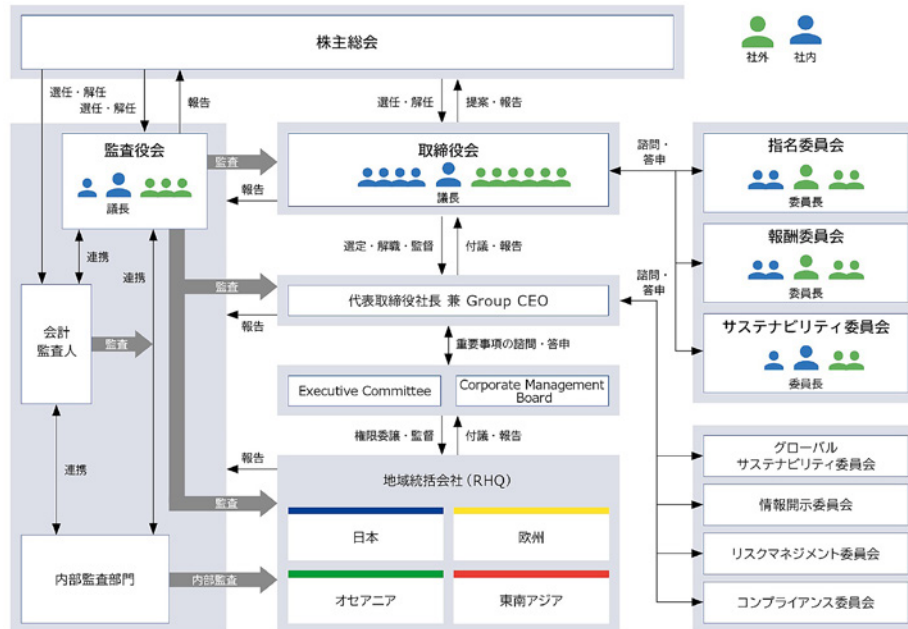 株主総会
社外
社内
選任・解任
選任・解任
報告
選任・解任
提案・報告
監査役会
議長
監査
報告
取締役会
議長
諮問・
答申
指名委員会
委員長
報酬委員会
委員長
サステナビリティ委員会
委員長
連携
連携
選定・解職・監督
付議・報告
諮問・
答申
監査
報告
代表取締役社長 兼 Group CEO
会計
監査人
監査
重要事項の諮問・答申
Executive Committee
Corporate Management
Board
権限委譲・監督
付議・報告
連携
報告
監査
地域統括会社(RHQ)
日本
欧州
オセアニア
東南アジア
内部監査部門
内部監査
グローバル
サステナビリティ委員会
情報開示委員会
リスクマネジメント委員会
コンプライアンス委員会